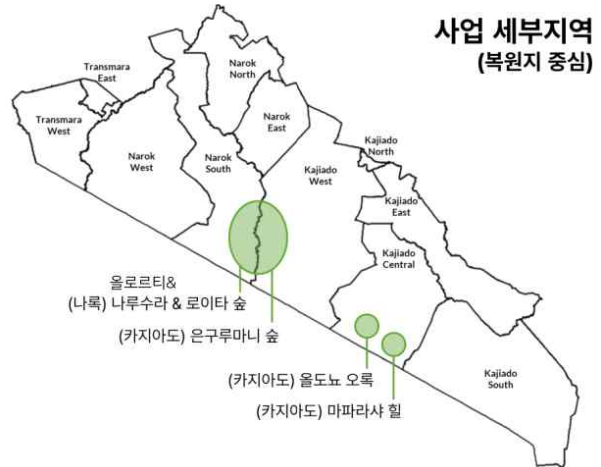 사업 세부지역
(복원지 중심)
Transmara
East
Narok
North
Transmara
West
Narok
East
Narok
West
Narok
South
Kajiado
North
Kajiado
West
Kajiado
East
Kajiado
Central
올로르티&
(나록) 나루수라 & 로이타 숲
(카지아도) 은구루마니 숲
(카지아도) 올도뇨 오록
(카지아도) 마파라샤 힐
Kajiado
South